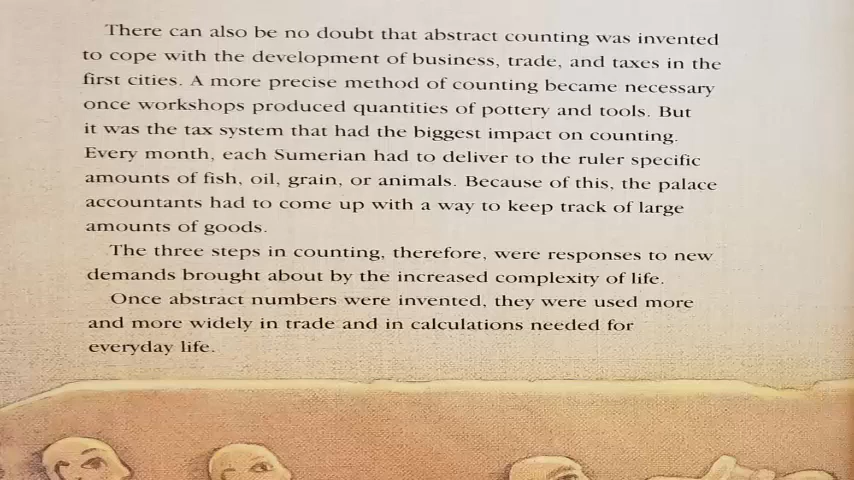 There can also be no doubt that abstract counting was invented
to cope with the development of business, trade, and taxes in the
first cities. A more precise method of counting became necessary
once workshops produced quantities of pottery and tools. But
it was the tax system that had the biggest impact on counting.
Every month, each Sumerian had to deliver to the ruler specific
amounts of fish, oil, grain, or animals. Because of this, the palace
accountants had to come up with a way to keep track of large
amounts of goods.
The three steps in counting, therefore, were responses to new
demands brought about by the increased complexity of life.
Once abstract numbers were invented, they were used more
and more widely in trade and in calculations needed for
everyday life.